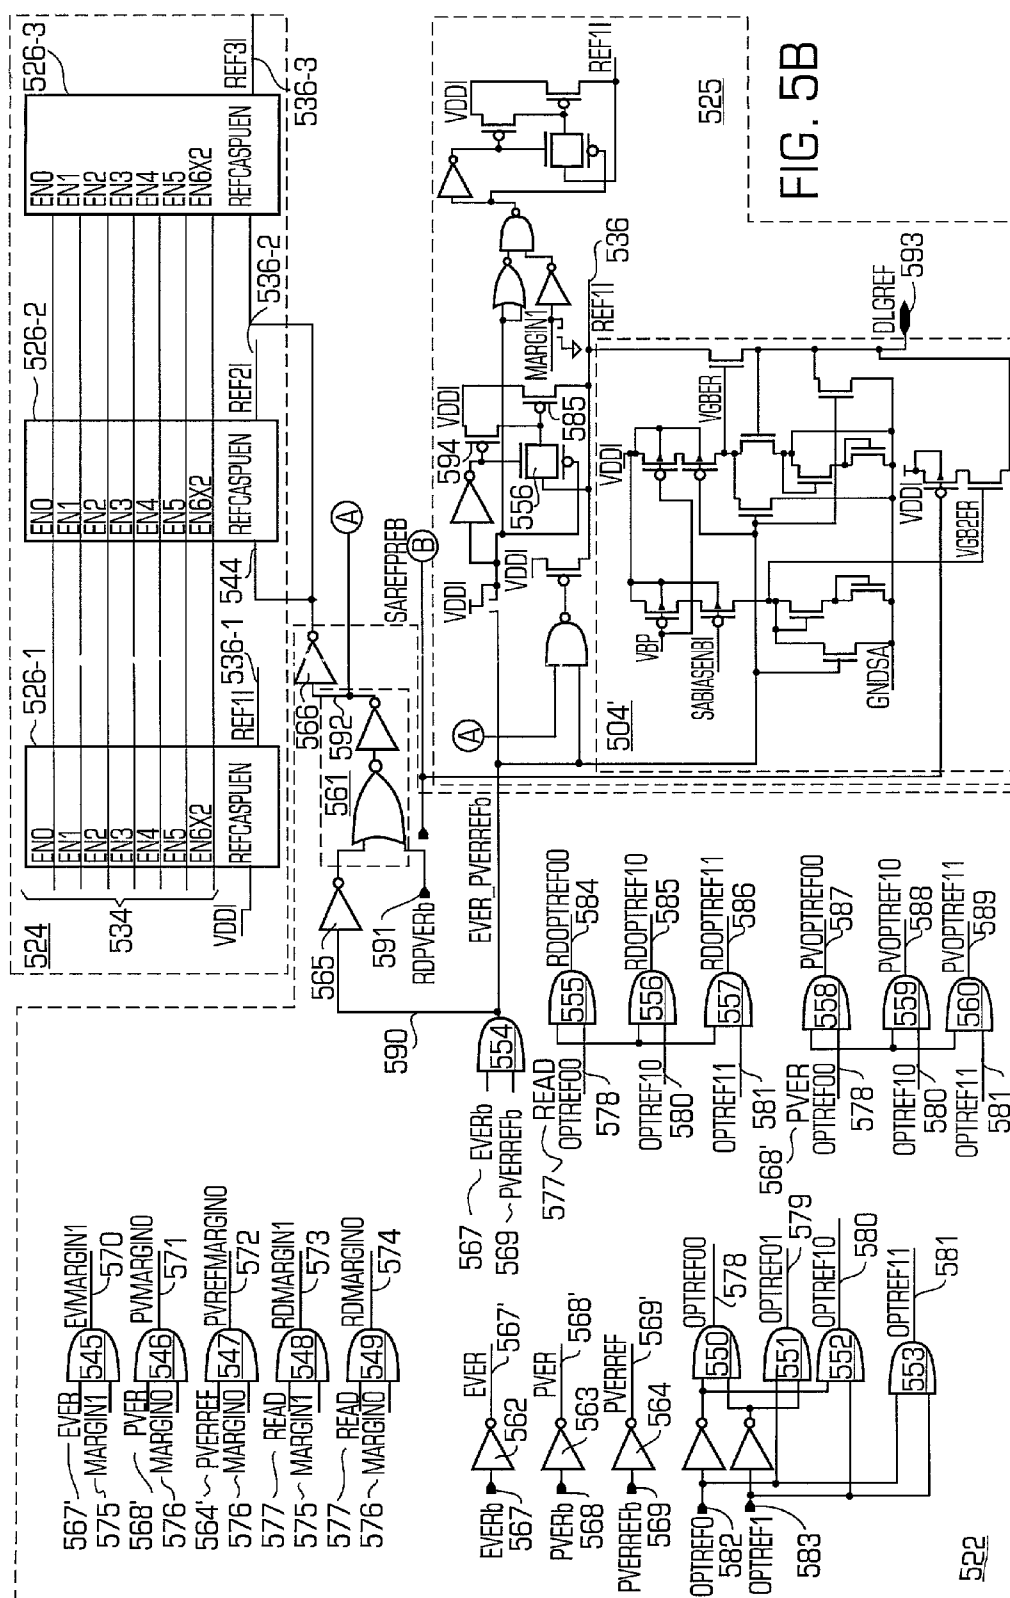 567' EVER
575 MARGIN1
545
EVMARGIN1
570
568' PVER
576 MARGIN0
546
PVMARGIN0
571
564' PVERREF
576 MARGIN0
547
PVREFMARGIN0
572
577 READ
575 MARGIN1
548
RDMARGIN1
573
577 READ
576 MARGIN0
549
RDMARGIN0
574
EVERb
567
562
EVER
567'
PVERb
568
563
PVER
568'
PVERREFb
569
564
PVERREF
569'
OPTREF0
582
OPTREF1
583
550
OPTREF00
578
551
OPTREF01
579
552
OPTREF10
580
553
OPTREF11
581
522
567 EVERb
569 PVERREFb
554
590
EVER_PVERREFb
577 READ
OPTREF00
578
555
RDOPTREF00
584
OPTREF10
580
556
RDOPTREF10
585
OPTREF11
581
557
RDOPTREF11
586
568' PVER
OPTREF00
578
558
PVOPTREF00
587
OPTREF10
580
559
PVOPTREF10
588
OPTREF11
581
560
PVOPTREF11
589
565
591
RDPVERb
561
592
566
A
SAREFPREB
B
524
534
VDDI
526-1
EN0
EN1
EN2
EN3
EN4
EN5
EN6X2
REFCASPUEN
REF1I
536-1
544
526-2
EN0
EN1
EN2
EN3
EN4
EN5
EN6X2
REFCASPUEN
REF2I
536-2
526-3
EN0
EN1
EN2
EN3
EN4
EN5
EN6X2
REFCASPUEN
REF3I
536-3
A
VDDI
VDDI
594
VDDI
556
585
MARGIN1
REF1I
536
VDDI
REF1I
525
504'
VBP
SABIASENBI
VDDI
VGBER
GNDSA
VDDI
VGB2ER
DLGREF
593
FIG. 5B